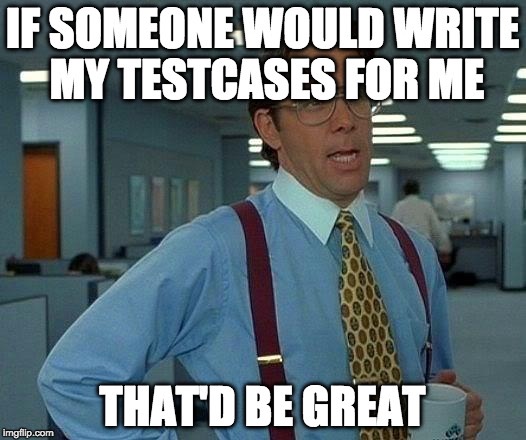 IF SOMEONE WOULD WRITE
MY TESTCASES FOR ME
THAT'D BE GREAT
imgflip.com